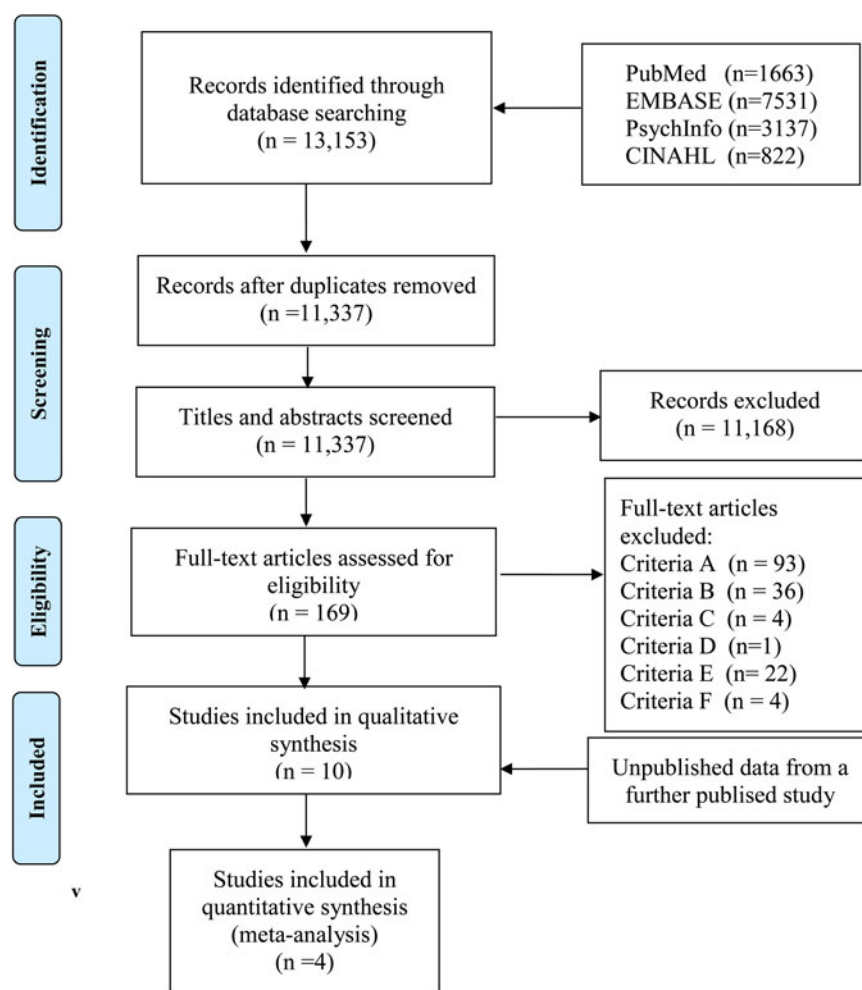 Identification
Records identified through
database searching
(n = 13,153)
PubMed (n=1663)
EMBASE (n=7531)
PsychInfo (n=3137)
CINAHL (n=822)
Screening
Records after duplicates removed
(n =11,337)
Titles and abstracts screened
(n = 11,337)
Records excluded
(n = 11,168)
Eligibility
Full-text articles assessed for
eligibility
(n = 169)
Full-text articles
excluded:
Criteria A (n = 93)
Criteria B (n = 36)
Criteria C (n = 4)
Criteria D (n=1)
Criteria E (n= 22)
Criteria F (n = 4)
Included
Studies included in qualitative
synthesis
(n = 10)
Unpublished data from a
further publised study
v
Studies included in
quantitative synthesis
(meta-analysis)
(n =4)